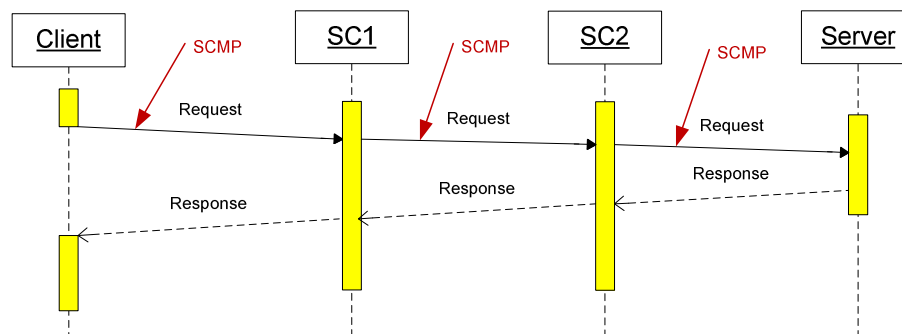 Client
SC1
SC2
Server
SCMP
SCMP
SCMP
Request
Request
Request
Response
Response
Response